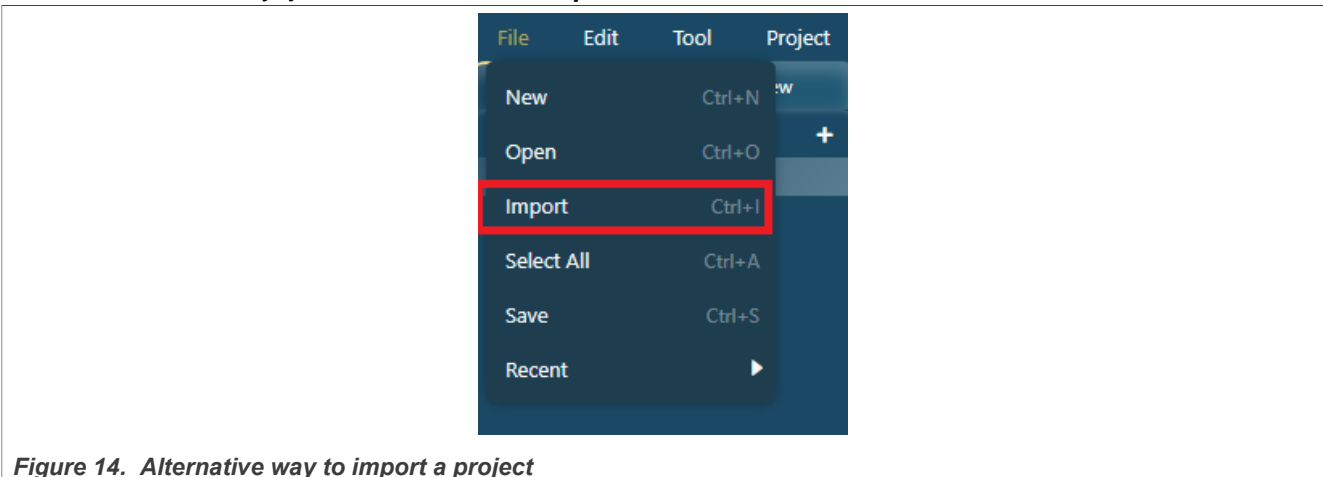 File Edit Tool Project
New Ctrl+N ew
Open Ctrl+O +
Import Ctrl+I
Select All Ctrl+A
Save Ctrl+S
Recent
Figure 14. Alternative way to import a project